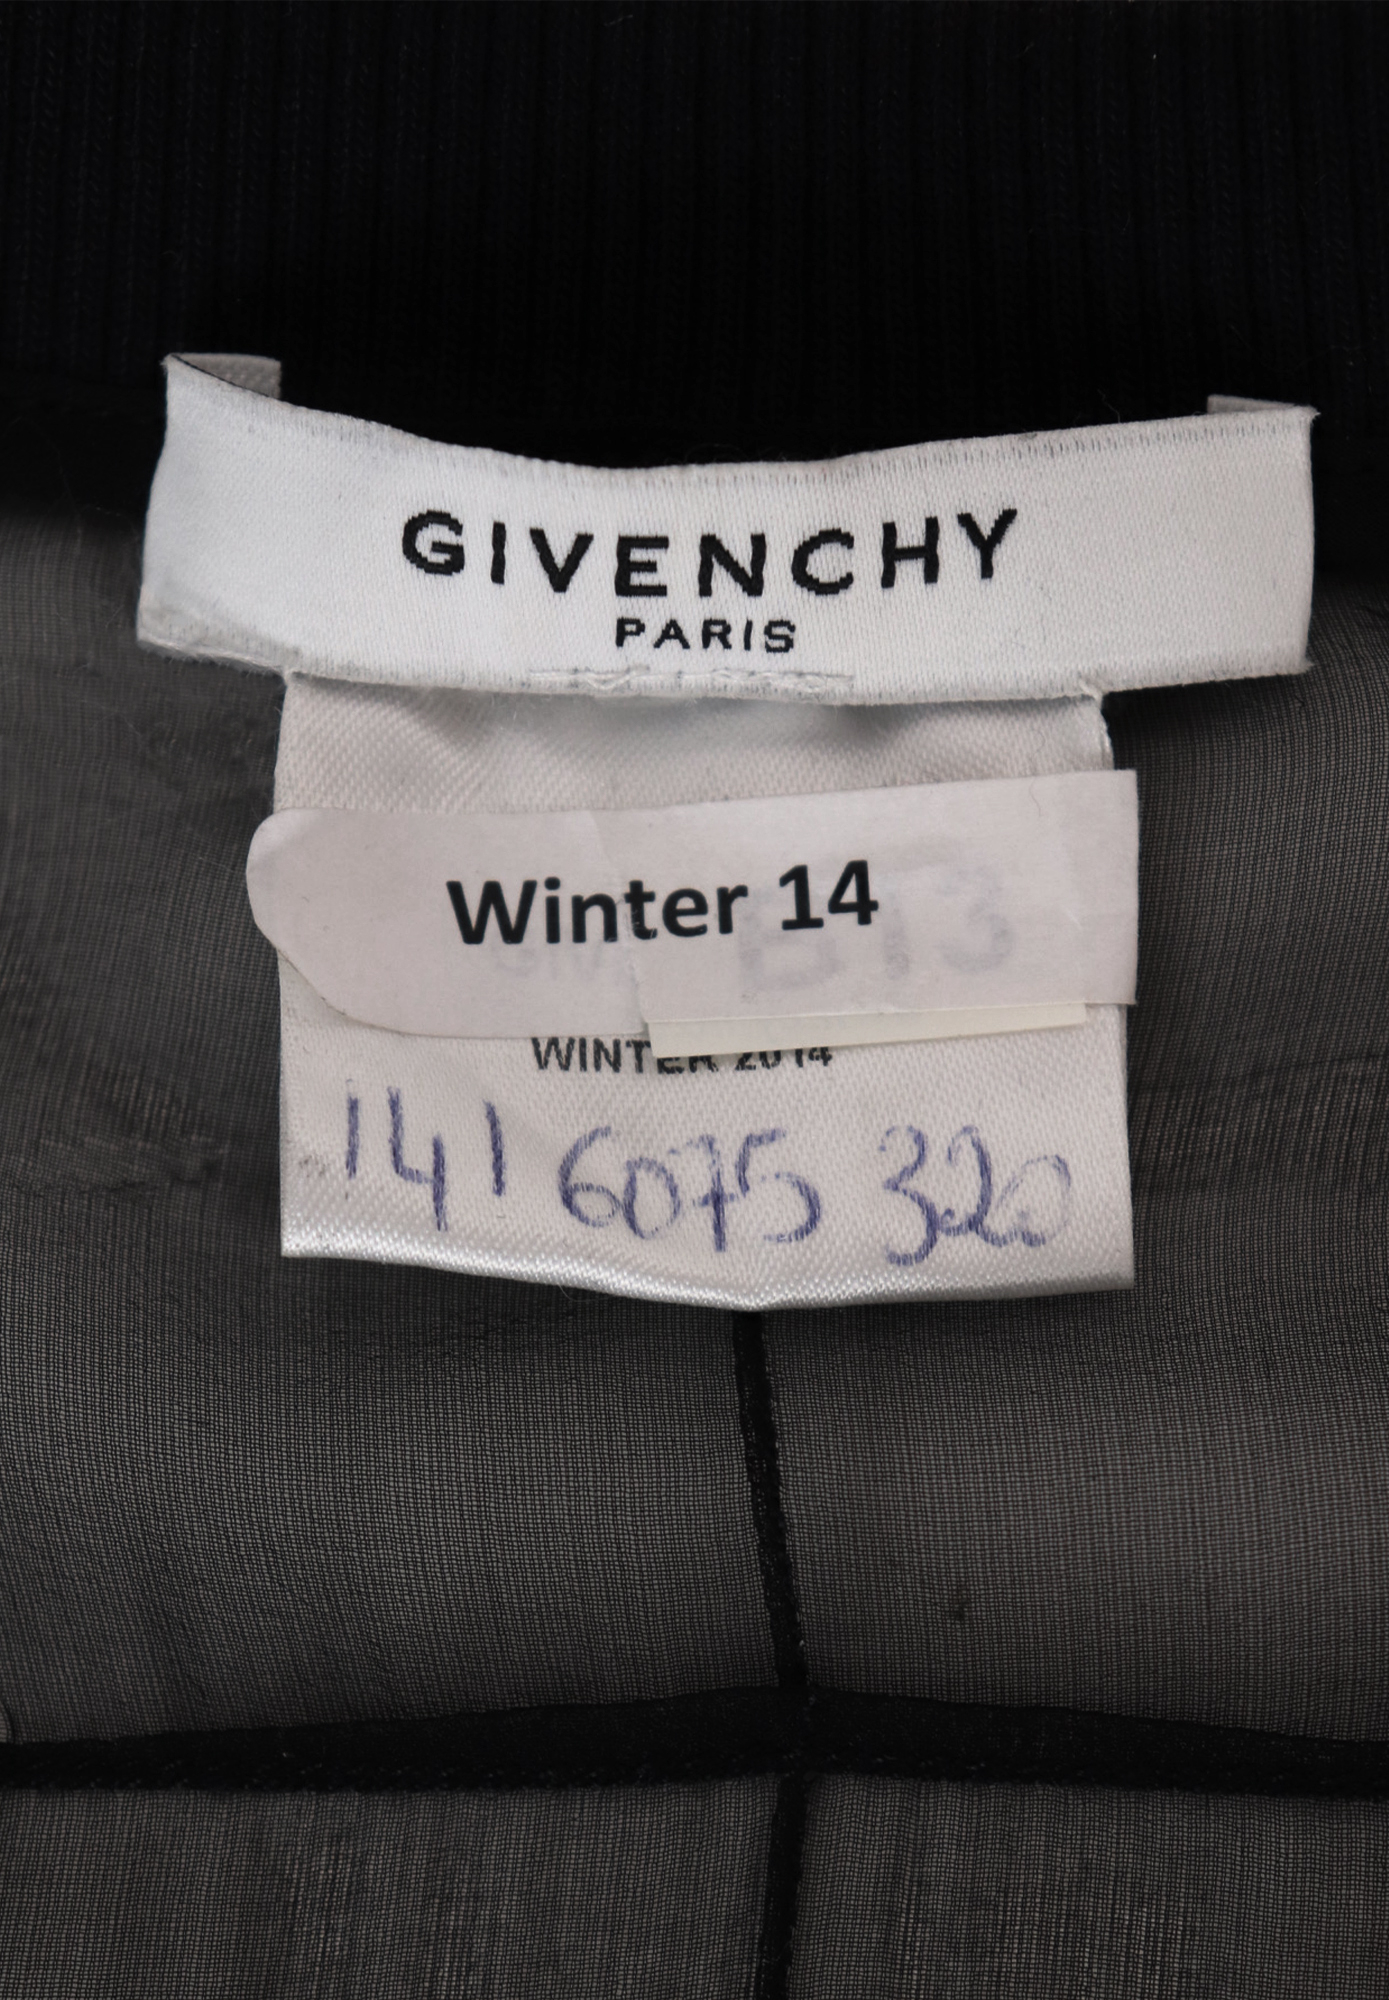 GIVENCHY
PARIS
Winter 14
WINTER 2014
141 6075 320